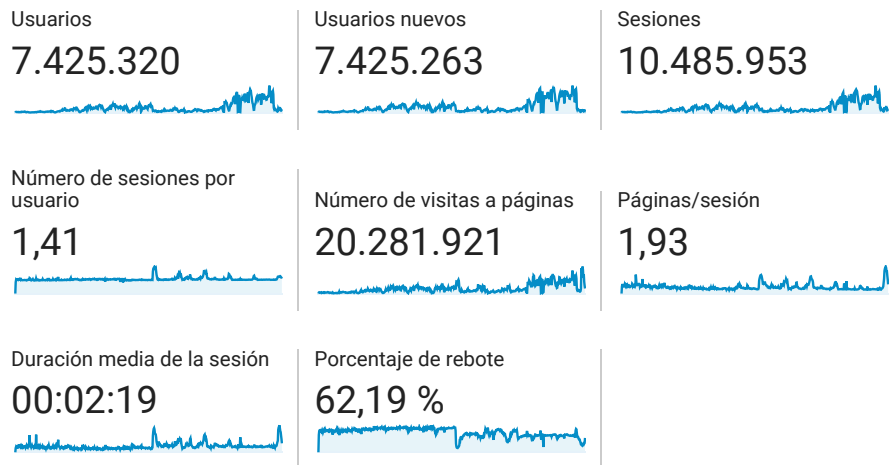 Usuarios
7.425.320
Usuarios nuevos
7.425.263
Sesiones
10.485.953
Número de sesiones por
usuario
1,41
Número de visitas a páginas
20.281.921
Páginas/sesión
1,93
Duración media de la sesión
00:02:19
Porcentaje de rebote
62,19 %